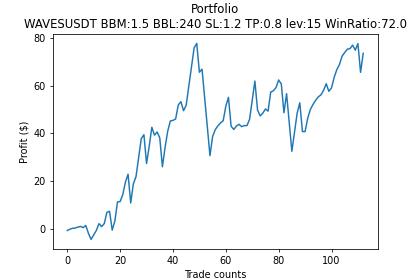 Portfolio
WAVESUSDT BBM:1.5 BBL:240 SL:1.2 TP:0.8 lev:15 WinRatio:72.0
80
60
40
20
0
Profit ($)
0 20 40 60 80 100
Trade counts